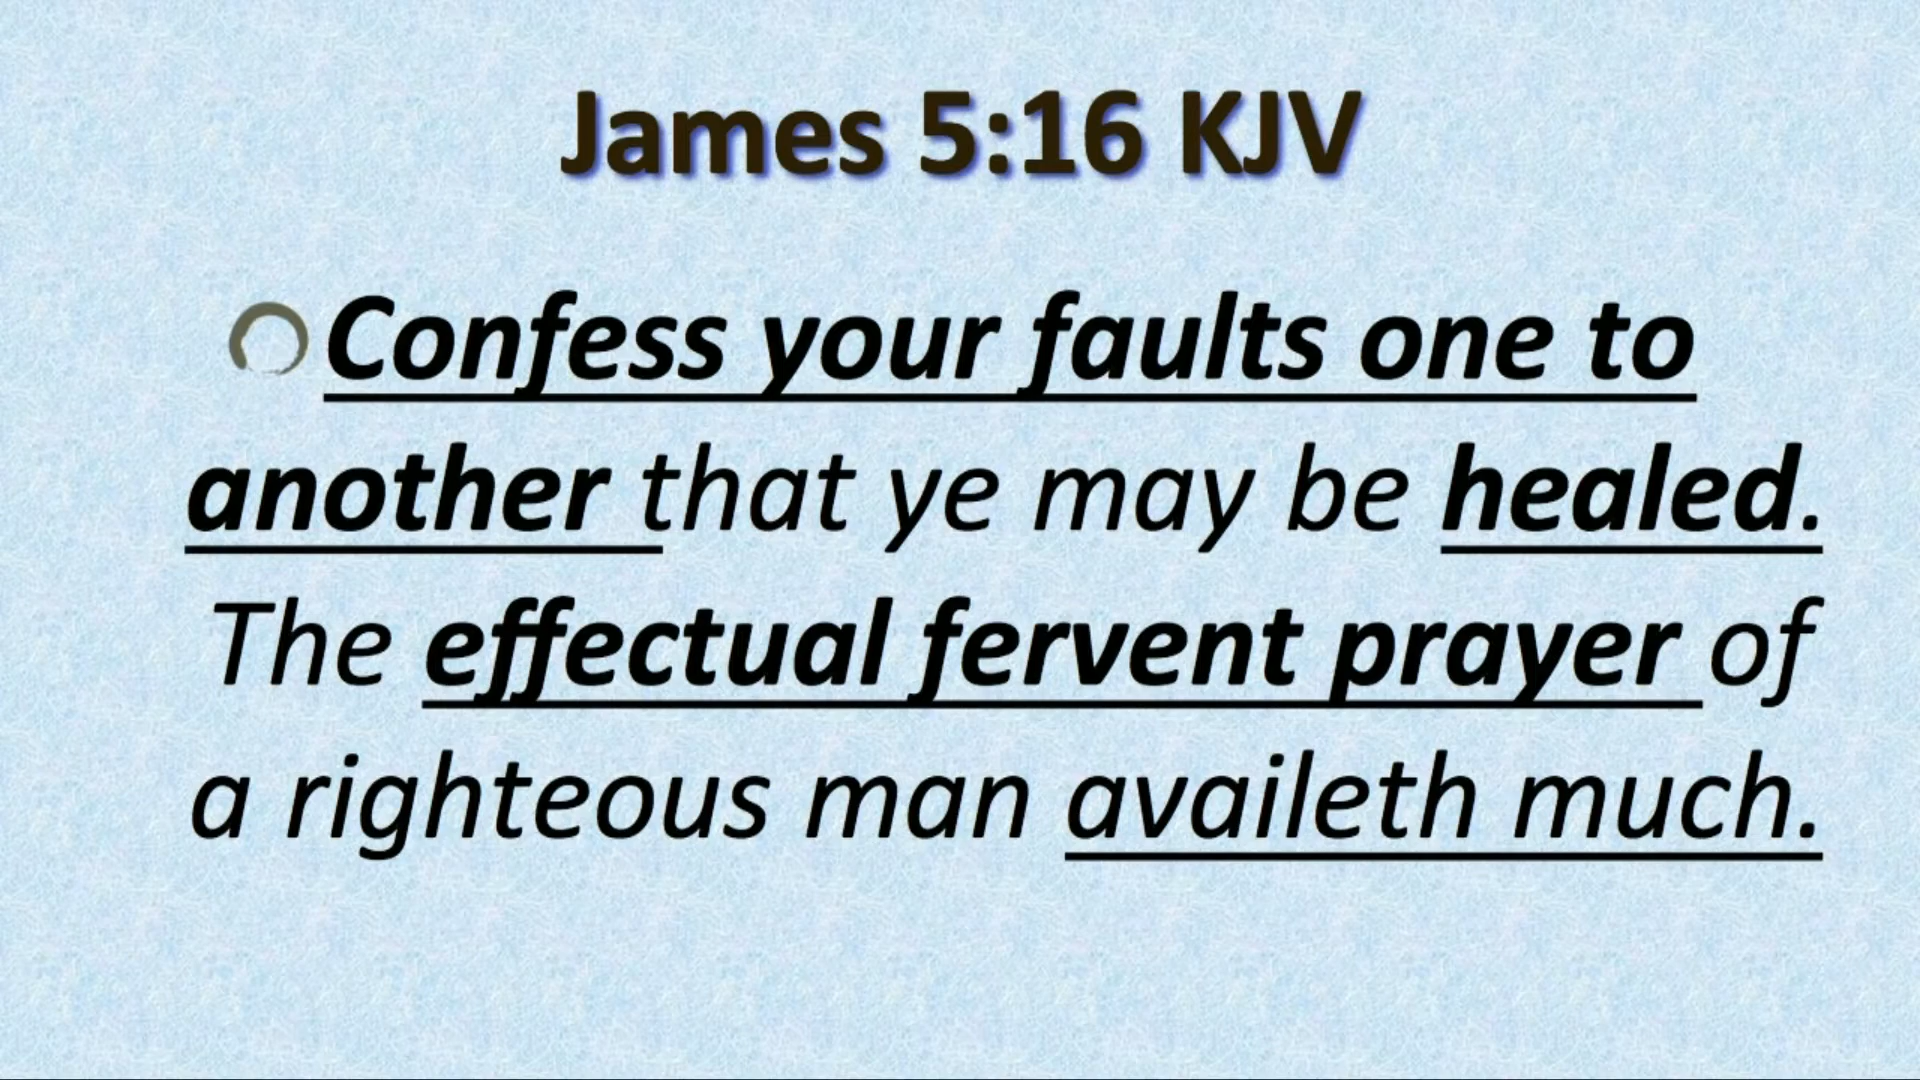 James 5:16 KJV
Confess your faults one to
another that ye may be healed.
The effectual fervent prayer of
a righteous man availeth much.